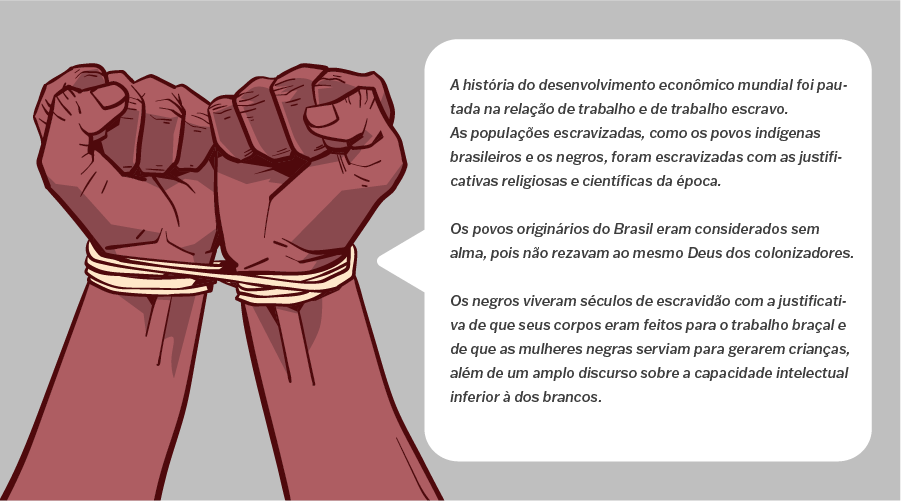 A história do desenvolvimento econômico mundial foi pau-
tada na relação de trabalho e de trabalho escravo.
As populações escravizadas, como os povos indígenas
brasileiros e os negros, foram escravizadas com as justifi-
cativas religiosas e científicas da época.
Os povos originários do Brasil eram considerados sem
alma, pois não rezavam ao mesmo Deus dos colonizadores.
Os negros viveram séculos de escravidão com a justificati-
va de que seus corpos eram feitos para o trabalho braçal e
de que as mulheres negras serviam para gerarem crianças,
além de um amplo discurso sobre a capacidade intelectual
inferior à dos brancos.